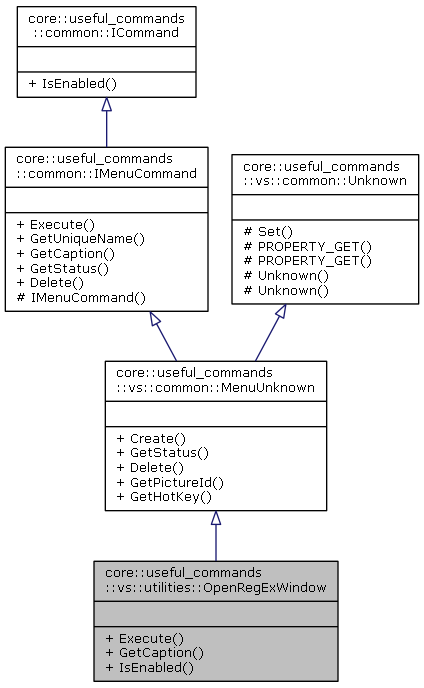 core::useful_commands
::common::ICommand
+ IsEnabled()
core::useful_commands
::common::IMenuCommand
+ Execute()
+ GetUniqueName()
+ GetCaption()
+ GetStatus()
+ Delete()
# IMenuCommand()
core::useful_commands
::vs::common::Unknown
# Set()
# PROPERTY_GET()
# PROPERTY_GET()
# Unknown()
# Unknown()
core::useful_commands
::vs::common::MenuUnknown
+ Create()
+ GetStatus()
+ Delete()
+ GetPictureId()
+ GetHotKey()
core::useful_commands
::vs::utilities::OpenRegExWindow
+ Execute()
+ GetCaption()
+ IsEnabled()